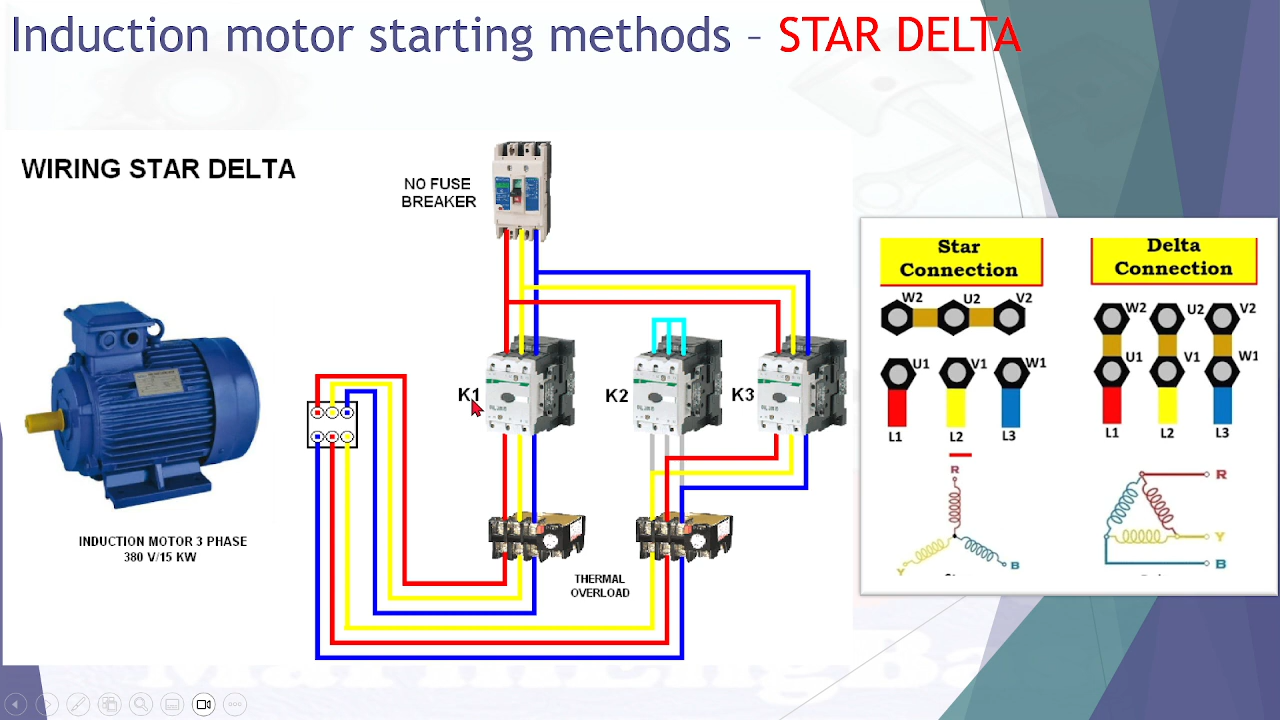 Induction motor starting methods – STAR DELTA
WIRING STAR DELTA
NO FUSE
BREAKER
K1
K2
K3
THERMAL
OVERLOAD
INDUCTION MOTOR 3 PHASE
380 V/15 KW
Star
Connection
W2
U2
V2
U1
V1
W1
L1
L2
L3
R
Y
B
Delta
Connection
W2
U2
V2
U1
V1
W1
L1
L2
L3
R
Y
B